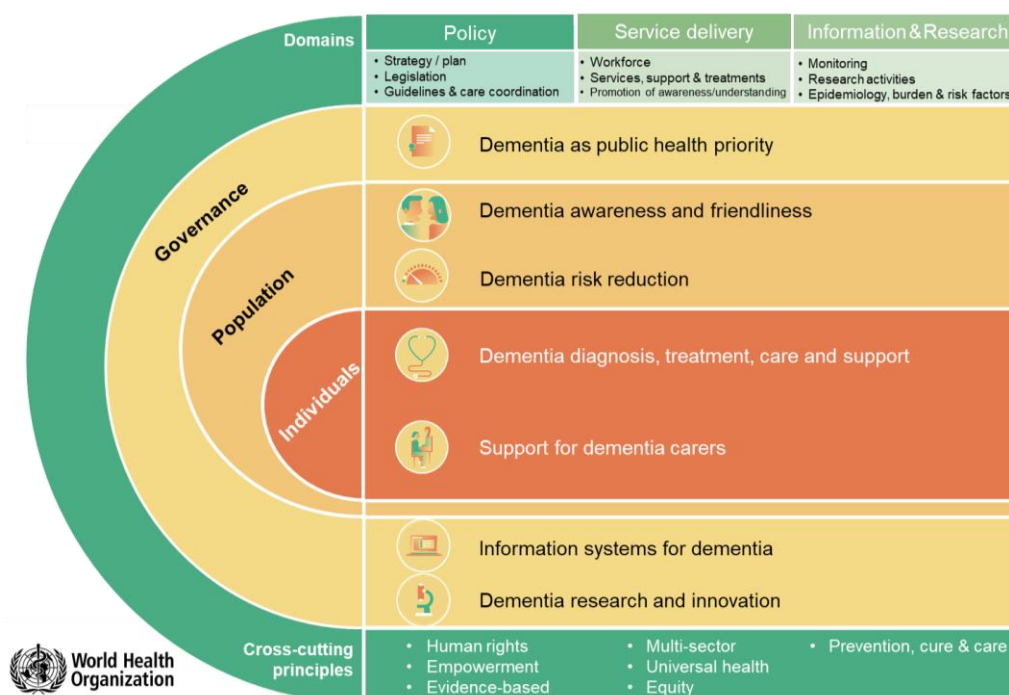 Domains
Policy
Service delivery
Information & Research
• Strategy / plan
• Legislation
• Guidelines & care coordination
• Workforce
• Services, support & treatments
• Promotion of awareness/understanding
• Monitoring
• Research activities
• Epidemiology, burden & risk factors
Governance
Dementia as public health priority
Population
Dementia awareness and friendliness
Dementia risk reduction
Individuals
Dementia diagnosis, treatment, care and support
Support for dementia carers
Information systems for dementia
Dementia research and innovation
Cross-cutting
principles
• Human rights
• Empowerment
• Evidence-based
• Multi-sector
• Universal health
• Equity
• Prevention, cure & care
World Health
Organization